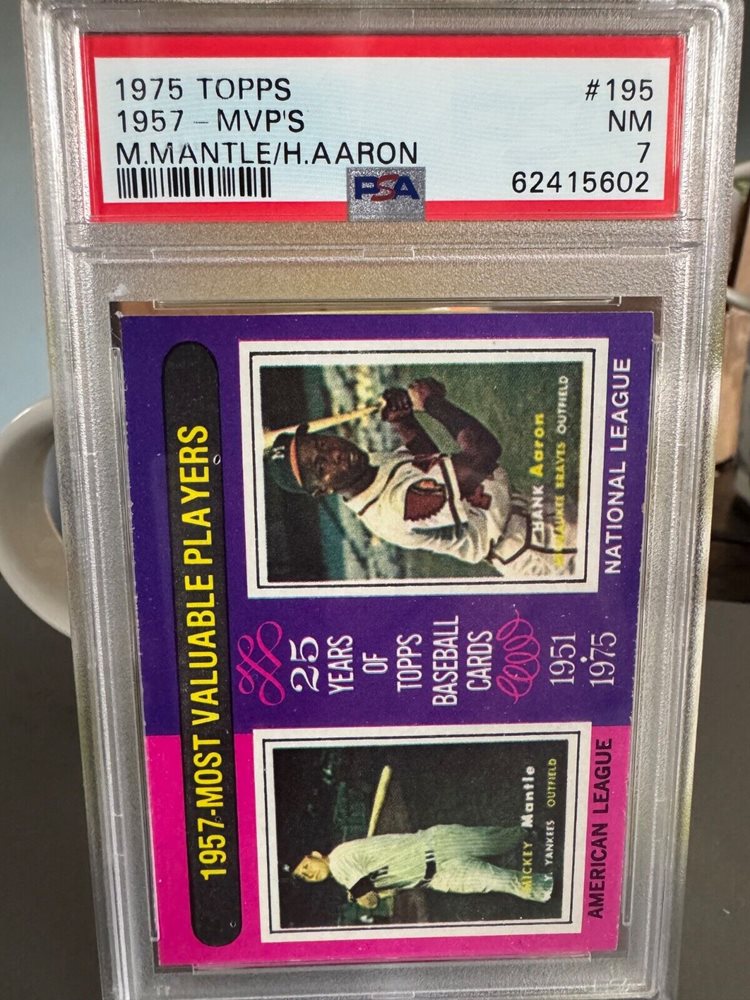 1975 TOPPS
#195
1957 - MVP'S
NM
M.MANTLE/H.AARON
7
PSA
62415602
1957-MOST VALUABLE PLAYERS
MICKEY Mantle
N.Y. YANKEES OUTFIELD
AMERICAN LEAGUE
25
YEARS
OF
TOPPS
BASEBALL
CARDS
1951
•
1975
HANK Aaron
MILWAUKEE BRAVES OUTFIELD
NATIONAL LEAGUE